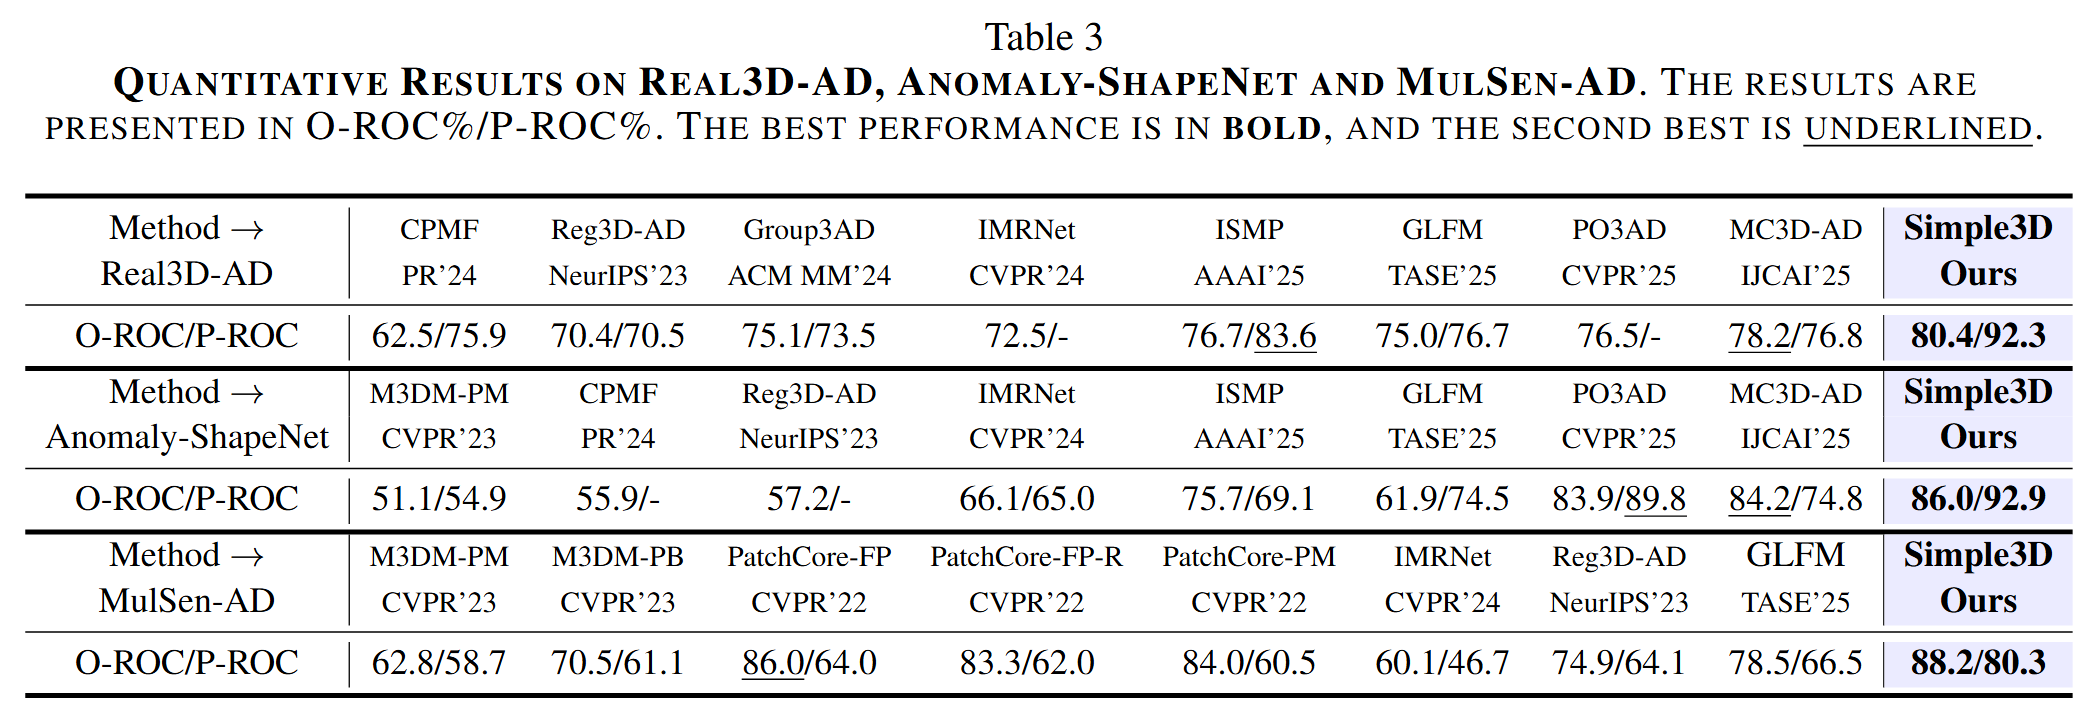 Table 3
QUANTITATIVE RESULTS ON REAL3D-AD, ANOMALY-SHAPENET AND MULSEN-AD. THE RESULTS ARE
PRESENTED IN O-ROC%/P-ROC%. THE BEST PERFORMANCE IS IN BOLD, AND THE SECOND BEST IS UNDERLINED.
Method → CPMF Reg3D-AD Group3AD IMRNet ISMP GLFM PO3AD MC3D-AD Simple3D
Real3D-AD PR'24 NeurIPS'23 ACM MM'24 CVPR'24 AAAI'25 TASE'25 CVPR'25 IJCAI'25 Ours
O-ROC/P-ROC 62.5/75.9 70.4/70.5 75.1/73.5 72.5/- 76.7/83.6 75.0/76.7 76.5/- 78.2/76.8 80.4/92.3
Method → M3DM-PM CPMF Reg3D-AD IMRNet ISMP GLFM PO3AD MC3D-AD Simple3D
Anomaly-ShapeNet CVPR'23 PR'24 NeurIPS'23 CVPR'24 AAAI'25 TASE'25 CVPR'25 IJCAI'25 Ours
O-ROC/P-ROC 51.1/54.9 55.9/- 57.2/- 66.1/65.0 75.7/69.1 61.9/74.5 83.9/89.8 84.2/74.8 86.0/92.9
Method → M3DM-PM M3DM-PB PatchCore-FP PatchCore-FP-R PatchCore-PM IMRNet Reg3D-AD GLFM Simple3D
MulSen-AD CVPR'23 CVPR'23 CVPR'22 CVPR'22 CVPR'22 CVPR'24 NeurIPS'23 TASE'25 Ours
O-ROC/P-ROC 62.8/58.7 70.5/61.1 86.0/64.0 83.3/62.0 84.0/60.5 60.1/46.7 74.9/64.1 78.5/66.5 88.2/80.3